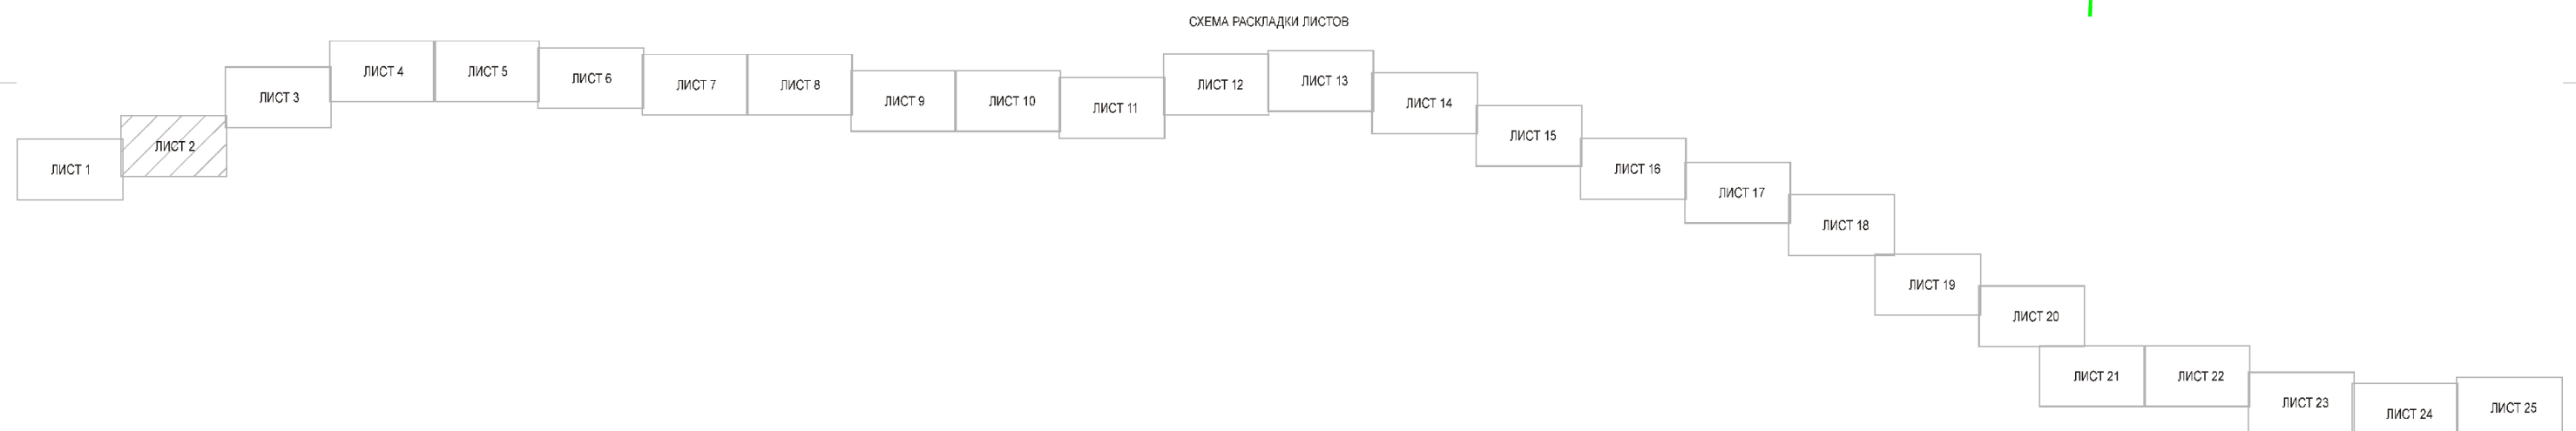 СХЕМА РАСКЛАДКИ ЛИСТОВ
ЛИСТ 1
ЛИСТ 2
ЛИСТ 3
ЛИСТ 4
ЛИСТ 5
ЛИСТ 6
ЛИСТ 7
ЛИСТ 8
ЛИСТ 9
ЛИСТ 10
ЛИСТ 11
ЛИСТ 12
ЛИСТ 13
ЛИСТ 14
ЛИСТ 15
ЛИСТ 16
ЛИСТ 17
ЛИСТ 18
ЛИСТ 19
ЛИСТ 20
ЛИСТ 21
ЛИСТ 22
ЛИСТ 23
ЛИСТ 24
ЛИСТ 25